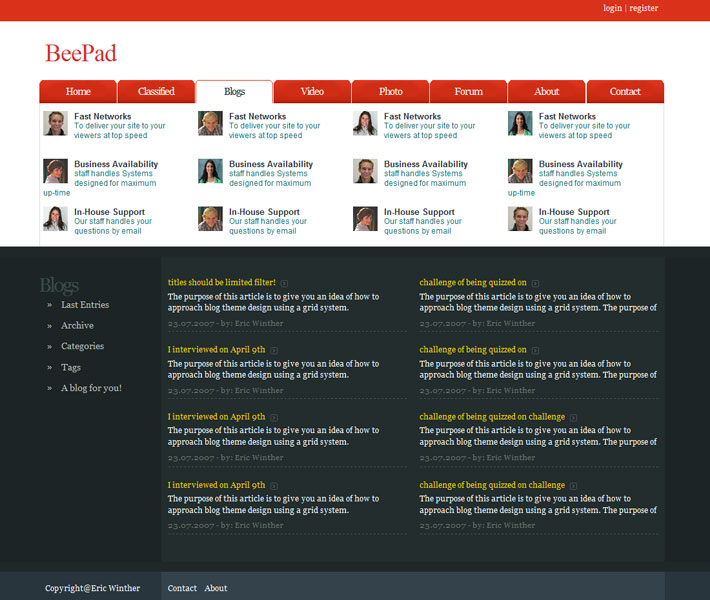 login | register
BeePad
Home Classified Blogs Video Photo Forum About Contact
Fast Networks
To deliver your site to your
viewers at top speed
Fast Networks
To deliver your site to your
viewers at top speed
Fast Networks
To deliver your site to your
viewers at top speed
Fast Networks
To deliver your site to your
viewers at top speed
Business Availability
staff handles Systems
designed for maximum
up-time
Business Availability
staff handles Systems
designed for maximum
Business Availability
staff handles Systems
designed for maximum
Business Availability
staff handles Systems
designed for maximum
up-time
In-House Support
Our staff handles your
questions by email
In-House Support
Our staff handles your
questions by email
In-House Support
Our staff handles your
questions by email
In-House Support
Our staff handles your
questions by email
Blogs
» Last Entries
» Archive
» Categories
» Tags
» A blog for you!
titles should be limited filter!
The purpose of this article is to give you an idea of how to
approach blog theme design using a grid system.
23.07.2007 - by: Eric Winther
challenge of being quizzed on
The purpose of this article is to give you an idea of how to
approach blog theme design using a grid system. The purpose of
23.07.2007 - by: Eric Winther
I interviewed on April 9th
The purpose of this article is to give you an idea of how to
approach blog theme design using a grid system.
23.07.2007 - by: Eric Winther
challenge of being quizzed on
The purpose of this article is to give you an idea of how to
approach blog theme design using a grid system. The purpose of
23.07.2007 - by: Eric Winther
I interviewed on April 9th
The purpose of this article is to give you an idea of how to
approach blog theme design using a grid system.
23.07.2007 - by: Eric Winther
challenge of being quizzed on challenge
The purpose of this article is to give you an idea of how to
approach blog theme design using a grid system. The purpose of
23.07.2007 - by: Eric Winther
I interviewed on April 9th
The purpose of this article is to give you an idea of how to
approach blog theme design using a grid system.
23.07.2007 - by: Eric Winther
challenge of being quizzed on challenge
The purpose of this article is to give you an idea of how to
approach blog theme design using a grid system. The purpose of
23.07.2007 - by: Eric Winther
Copyright@Eric Winther Contact About